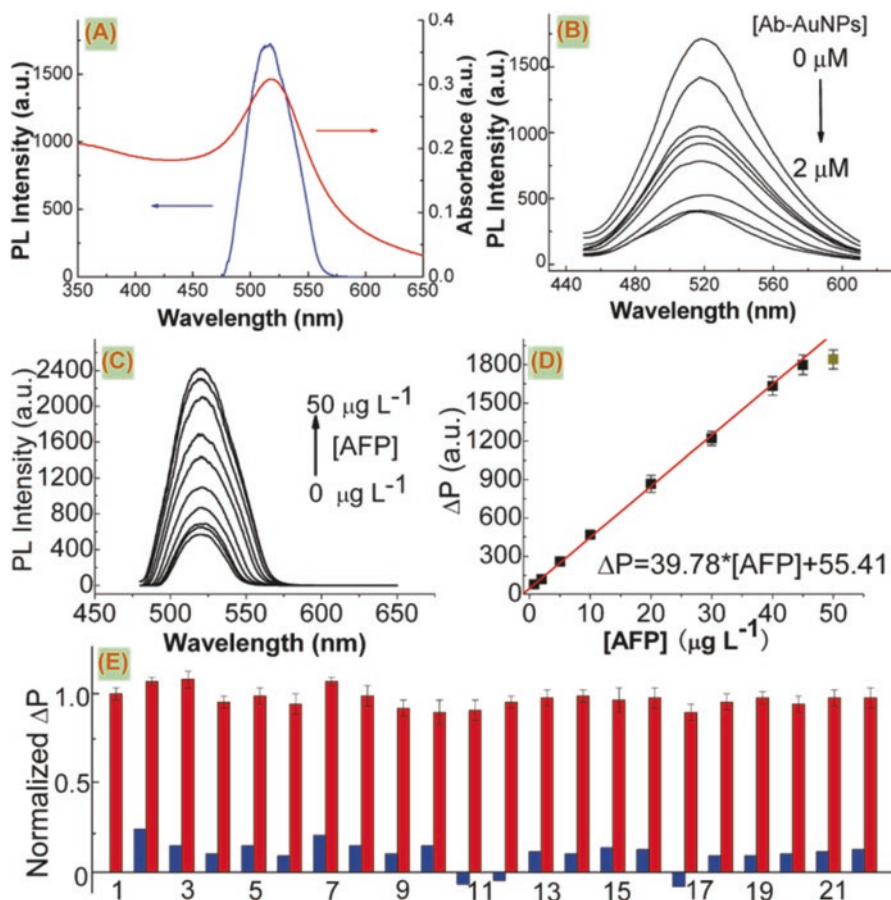 (A)
PL Intensity (a.u.)
1500
1000
500
0
0.4
0.3
0.2
0.1
0.0
Absorbance (a.u.)
350 400 450 500 550 600 650
Wavelength (nm)
(B)
[Ab-AuNPs]
0 μM
2 μM
PL Intensity (a.u.)
1500
1000
500
0
440 480 520 560 600
Wavelength (nm)
(C)
PL Intensity (a.u.)
2400
2000
1600
1200
800
400
0
50 μg L-1
[AFP]
0 μg L-1
450 500 550 600 650
Wavelength (nm)
(D)
ΔP (a.u.)
1800
1500
1200
900
600
300
0
ΔP=39.78*[AFP]+55.41
0 10 20 30 40 50
[AFP] (μg L-1)
(E)
Normalized ΔP
1.0
0.5
0
1 3 5 7 9 11 13 15 17 19 21